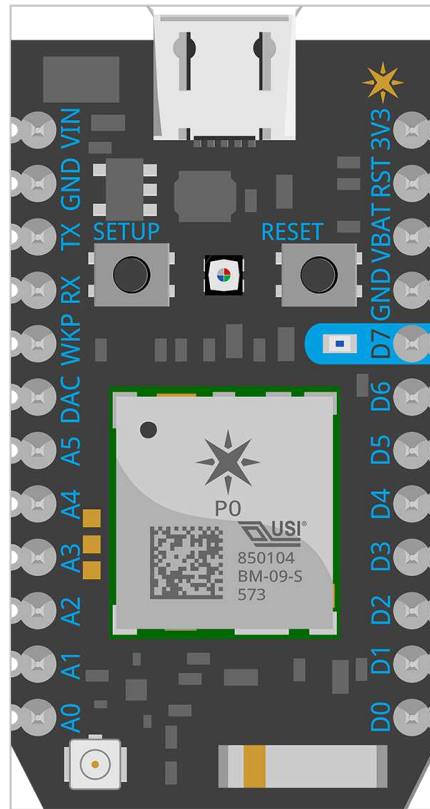 VIN
3V3
GND
RST
TX
VBAT
SETUP
RESET
RX
GND
WKP
D7
DAC
D6
A5
D5
A4
D4
P0
USI®
850104
BM-09-S
573
A3
D3
A2
D2
A1
D1
A0
D0